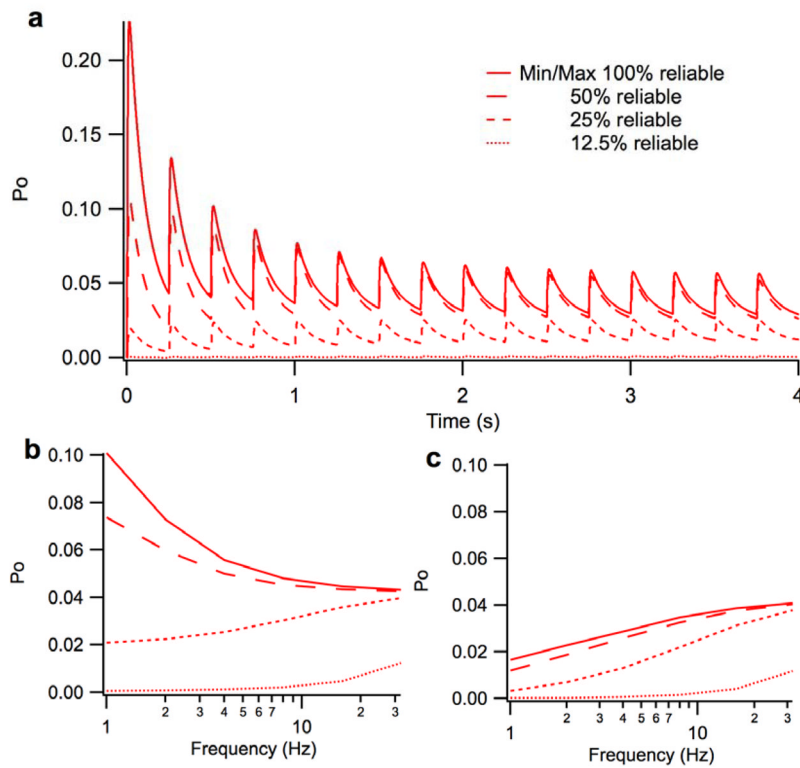 a
0.20
0.15
0.10
0.05
0.00
Po
Min/Max 100% reliable
50% reliable
25% reliable
12.5% reliable
0 1 2 3 4
Time (s)
b
0.10
0.08
0.06
0.04
0.02
0.00
Po
1 2 3 4 5 6 7 10 2 3
Frequency (Hz)
c
0.10
0.08
0.06
0.04
0.02
0.00
Po
1 2 3 4 5 6 7 10 2 3
Frequency (Hz)